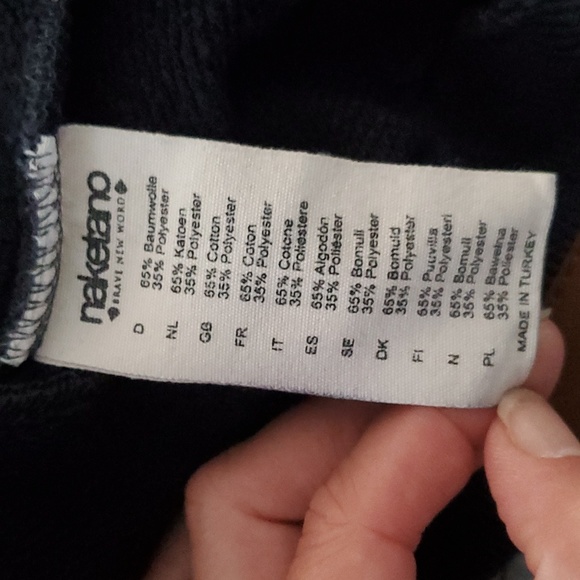 naketano
BRAVE NEW WORD
D 65% Baumwolle
35% Polyester
NL 65% Katoen
35% Polyester
GB 65% Cotton
35% Polyester
FR 65% Coton
35% Polyester
IT 65% Cotone
35% Poliestere
ES 65% Algodón
35% Poliéster
SE 65% Bomull
35% Polyester
DK 65% Bomuld
35% Polyester
FI 65% Puuvilla
35% Polyesteri
N 65% Bomull
35% Polyester
PL 65% Bawełna
35% Poliester
MADE IN TURKEY